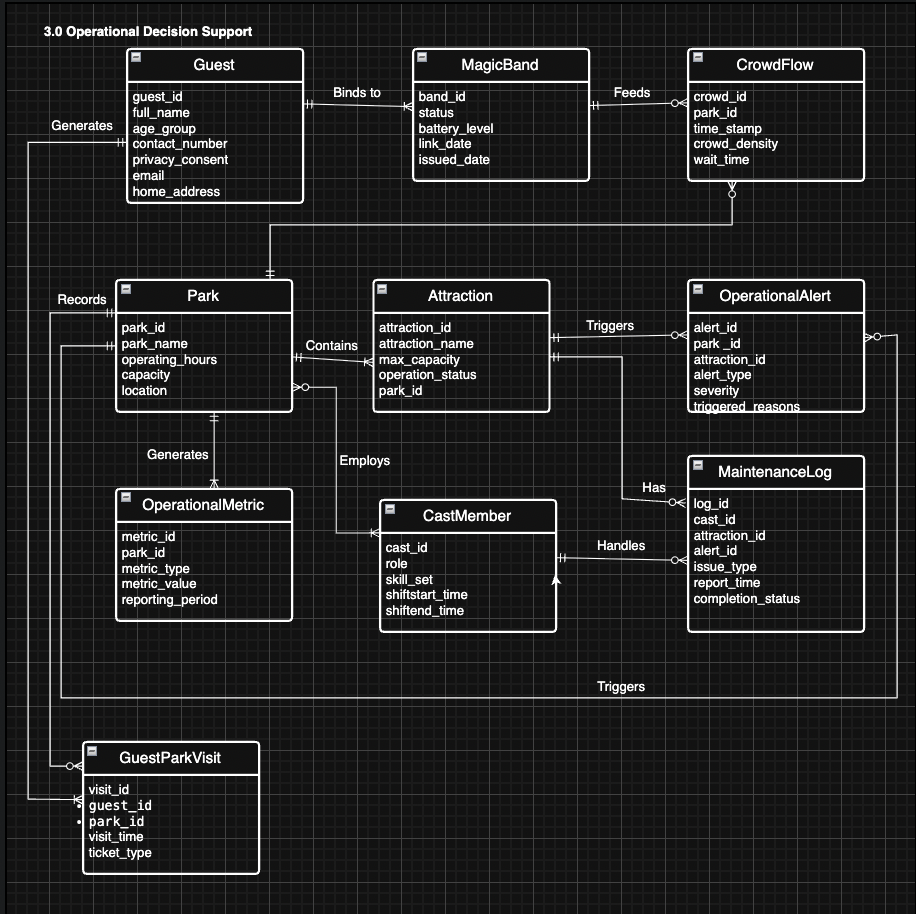 3.0 Operational Decision Support
Guest
guest_id
full_name
age_group
contact_number
privacy_consent
email
home_address
Binds to
MagicBand
band_id
status
battery_level
link_date
issued_date
Feeds
CrowdFlow
crowd_id
park_id
time_stamp
crowd_density
wait_time
Generates
Records
Park
park_id
park_name
operating_hours
capacity
location
Contains
Attraction
attraction_id
attraction_name
max_capacity
operation_status
park_id
Triggers
OperationalAlert
alert_id
park _id
attraction_id
alert_type
severity
triggered_reasons
Generates
Employs
OperationalMetric
metric_id
park_id
metric_type
metric_value
reporting_period
CastMember
cast_id
role
skill_set
shiftstart_time
shiftend_time
Has
Handles
MaintenanceLog
log_id
cast_id
attraction_id
alert_id
issue_type
report_time
completion_status
Triggers
GuestParkVisit
visit_id
• guest_id
• park_id
visit_time
ticket_type